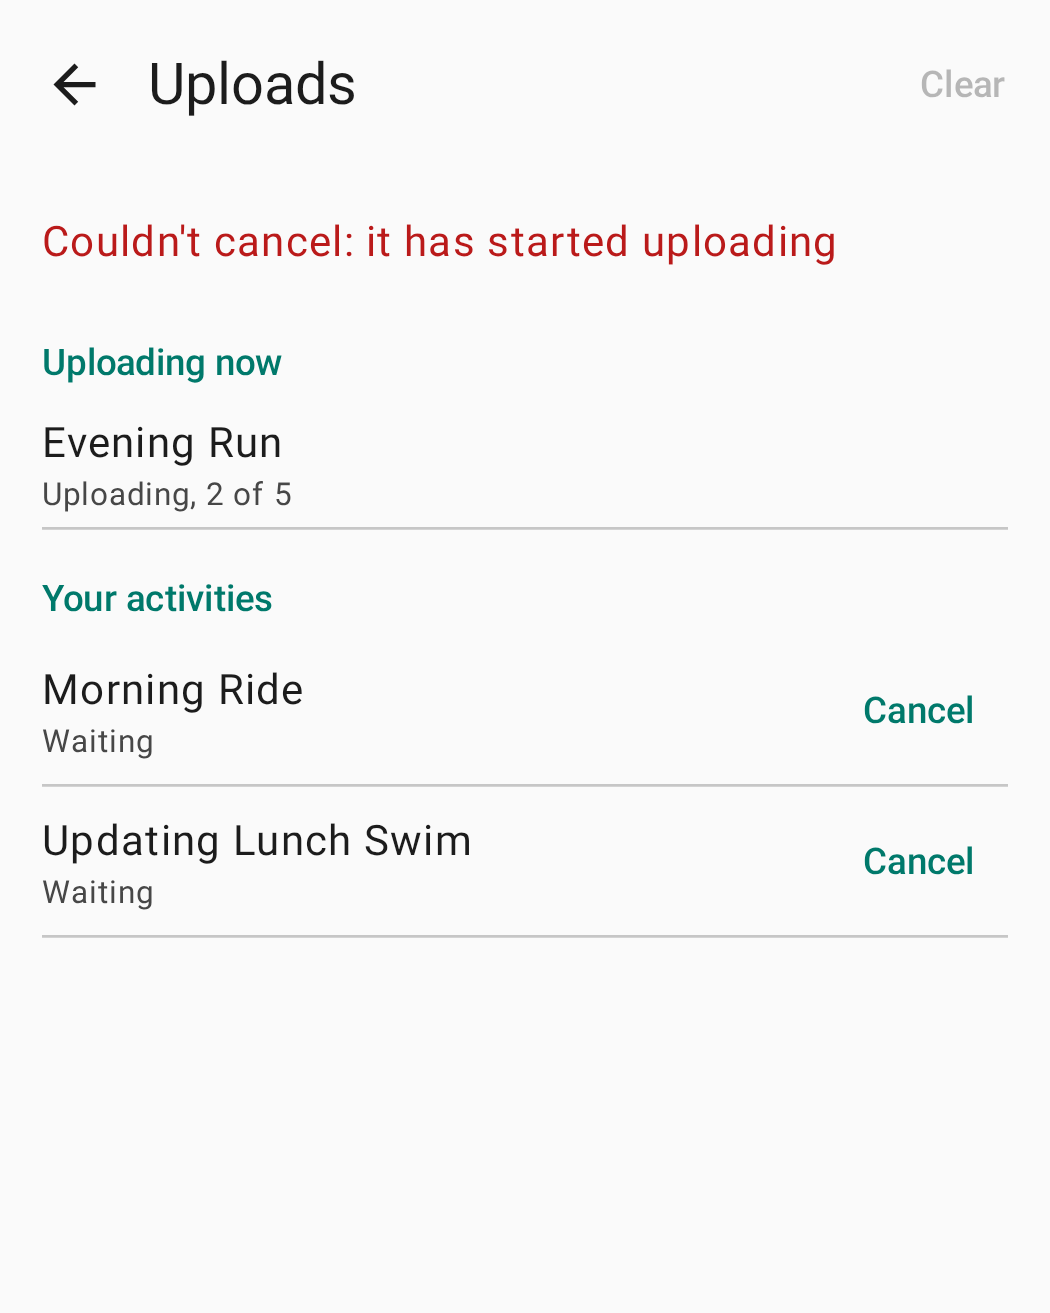 Uploads
Clear
Couldn't cancel: it has started uploading
Uploading now
Evening Run
Uploading, 2 of 5
Your activities
Morning Ride
Waiting
Cancel
Updating Lunch Swim
Waiting
Cancel